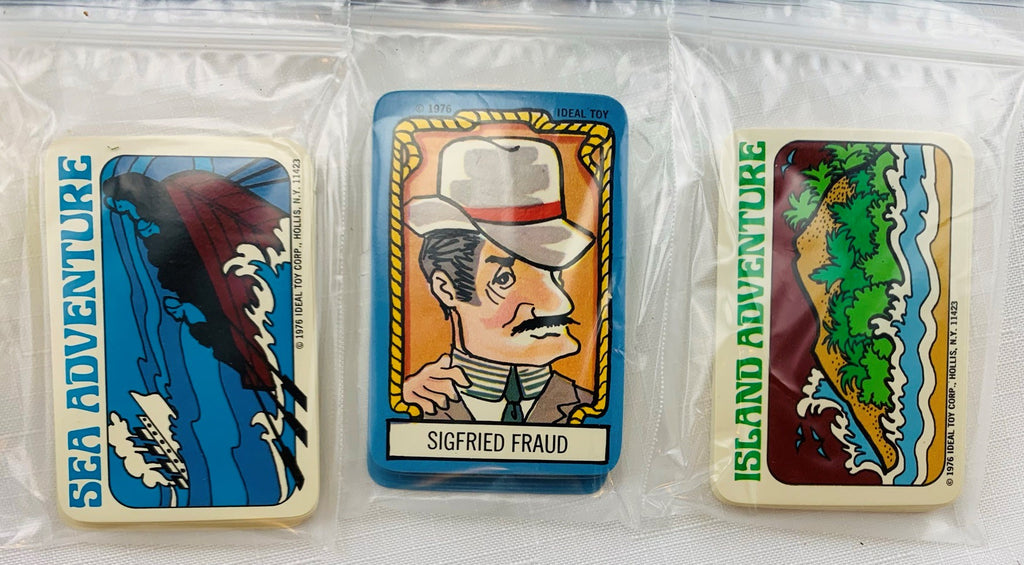 SEA ADVENTURE
© 1976 IDEAL TOY CORP., HOLLIS, N.Y. 11423
© 1976
IDEAL TOY
SIGFRIED FRAUD
ISLAND ADVENTURE
© 1976 IDEAL TOY CORP., HOLLIS, N.Y. 11423